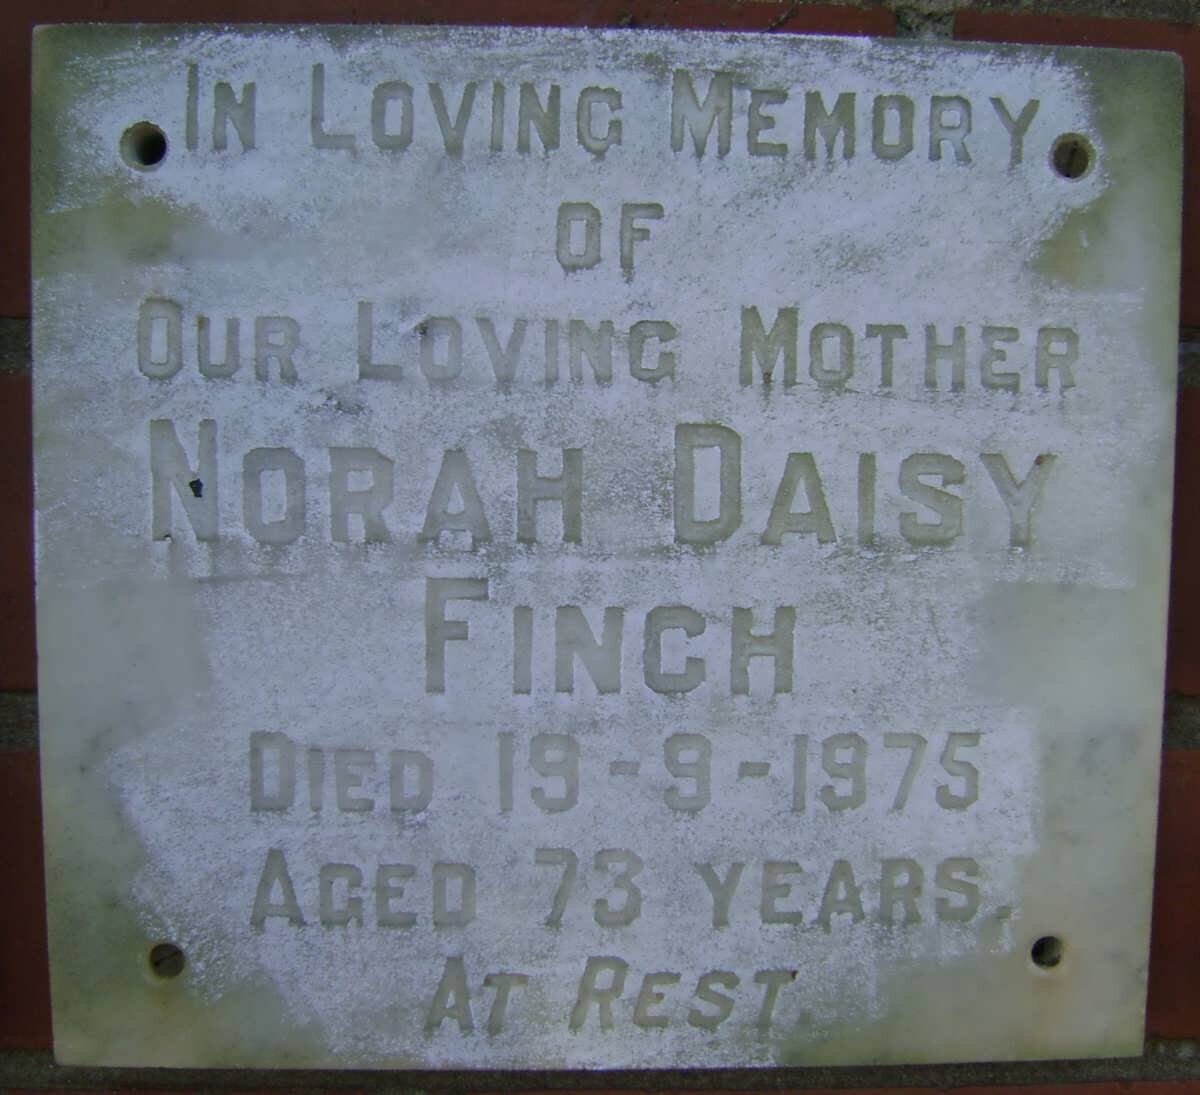 In Loving Memory
of
Our Loving Mother
Norah Daisy
Finch
Died 19-9-1975
Aged 73 years.
At Rest.